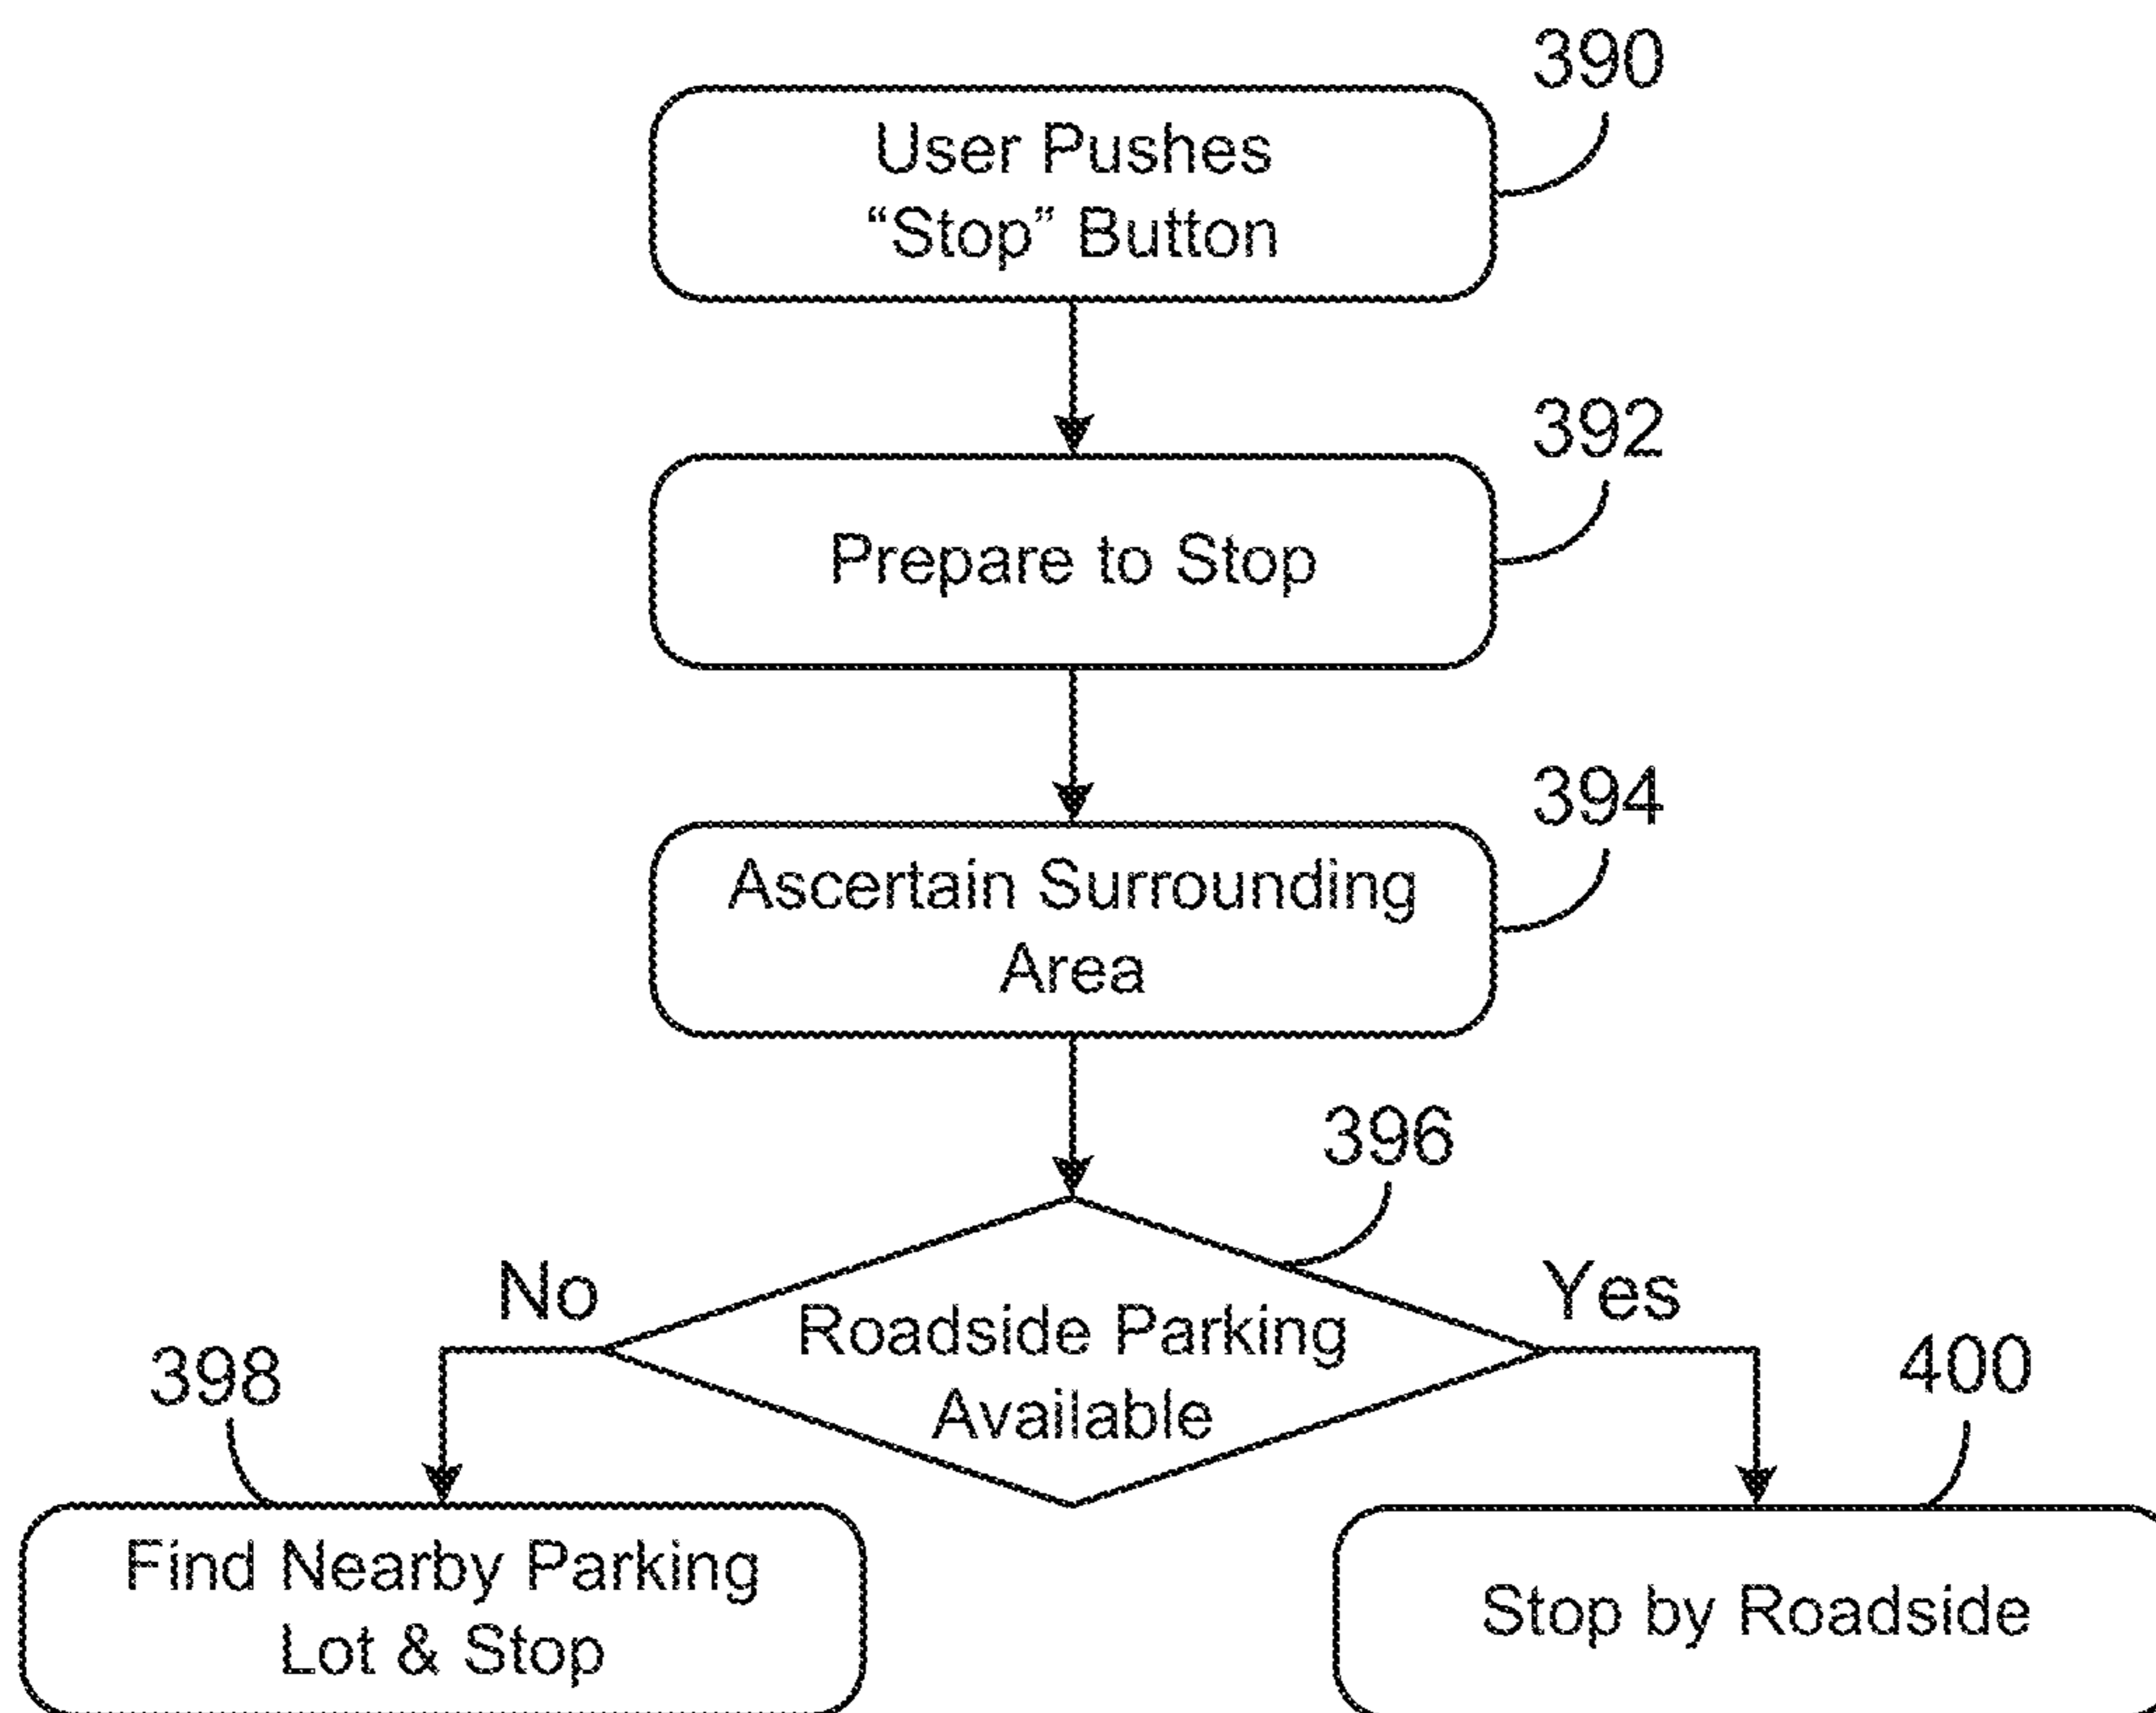 390
User Pushes
“Stop” Button
392
Prepare to Stop
394
Ascertain Surrounding
Area
396
No
Yes
Roadside Parking
Available
398
400
Find Nearby Parking
Lot & Stop
Stop by Roadside